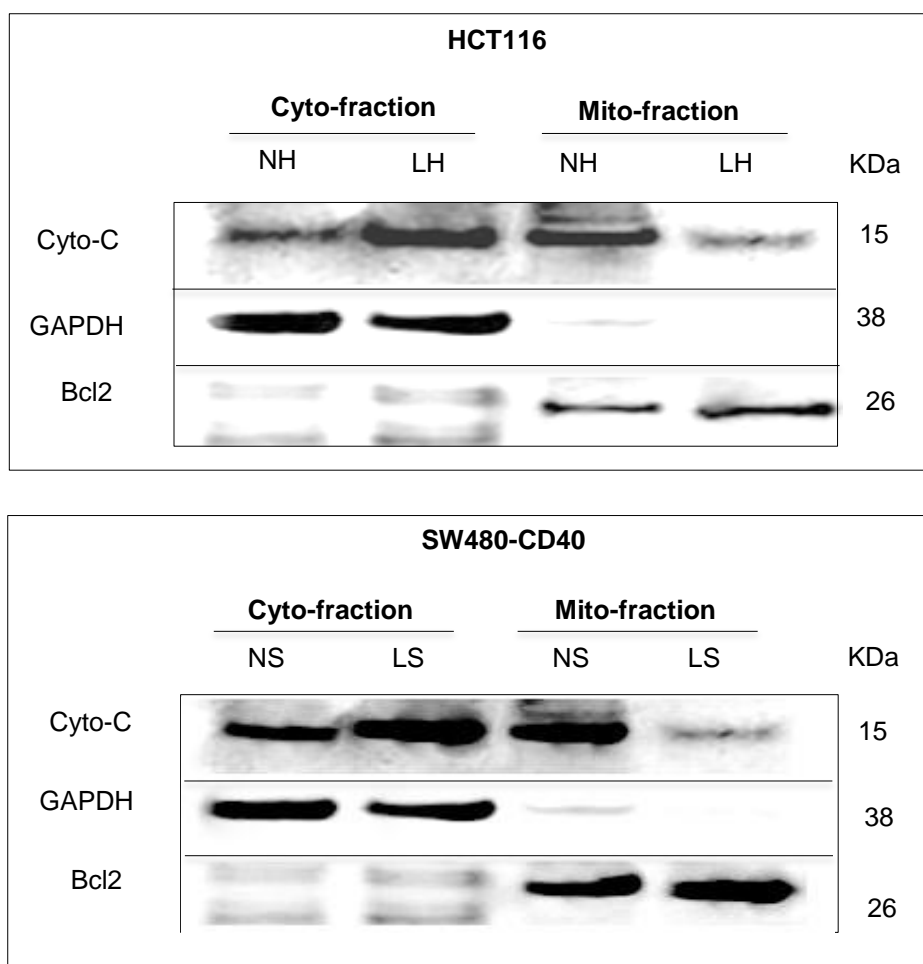 HCT116
Cyto-fraction Mito-fraction
NH LH NH LH KDa
Cyto-C 15
GAPDH 38
Bcl2 26
SW480-CD40
Cyto-fraction Mito-fraction
NS LS NS LS KDa
Cyto-C 15
GAPDH 38
Bcl2 26